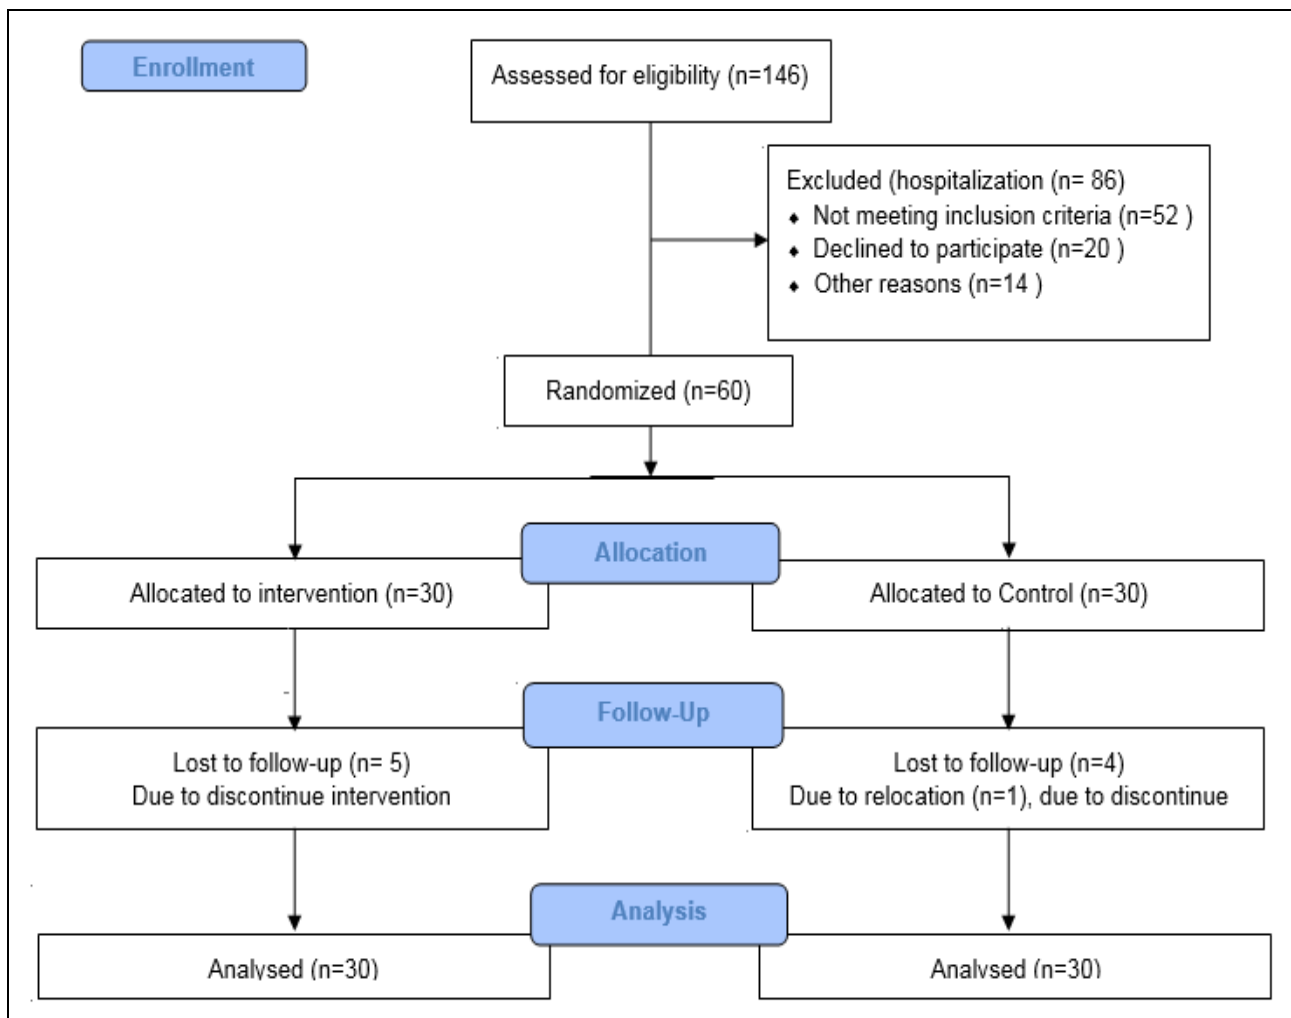 Enrollment
Assessed for eligibility (n=146)
Excluded (hospitalization (n= 86)
⬧ Not meeting inclusion criteria (n=52 )
⬧ Declined to participate (n=20 )
⬧ Other reasons (n=14 )
Randomized (n=60)
Allocation
Allocated to intervention (n=30)
Allocated to Control (n=30)
Follow-Up
Lost to follow-up (n= 5)
Due to discontinue intervention
Lost to follow-up (n=4)
Due to relocation (n=1), due to discontinue
Analysis
Analysed (n=30)
Analysed (n=30)